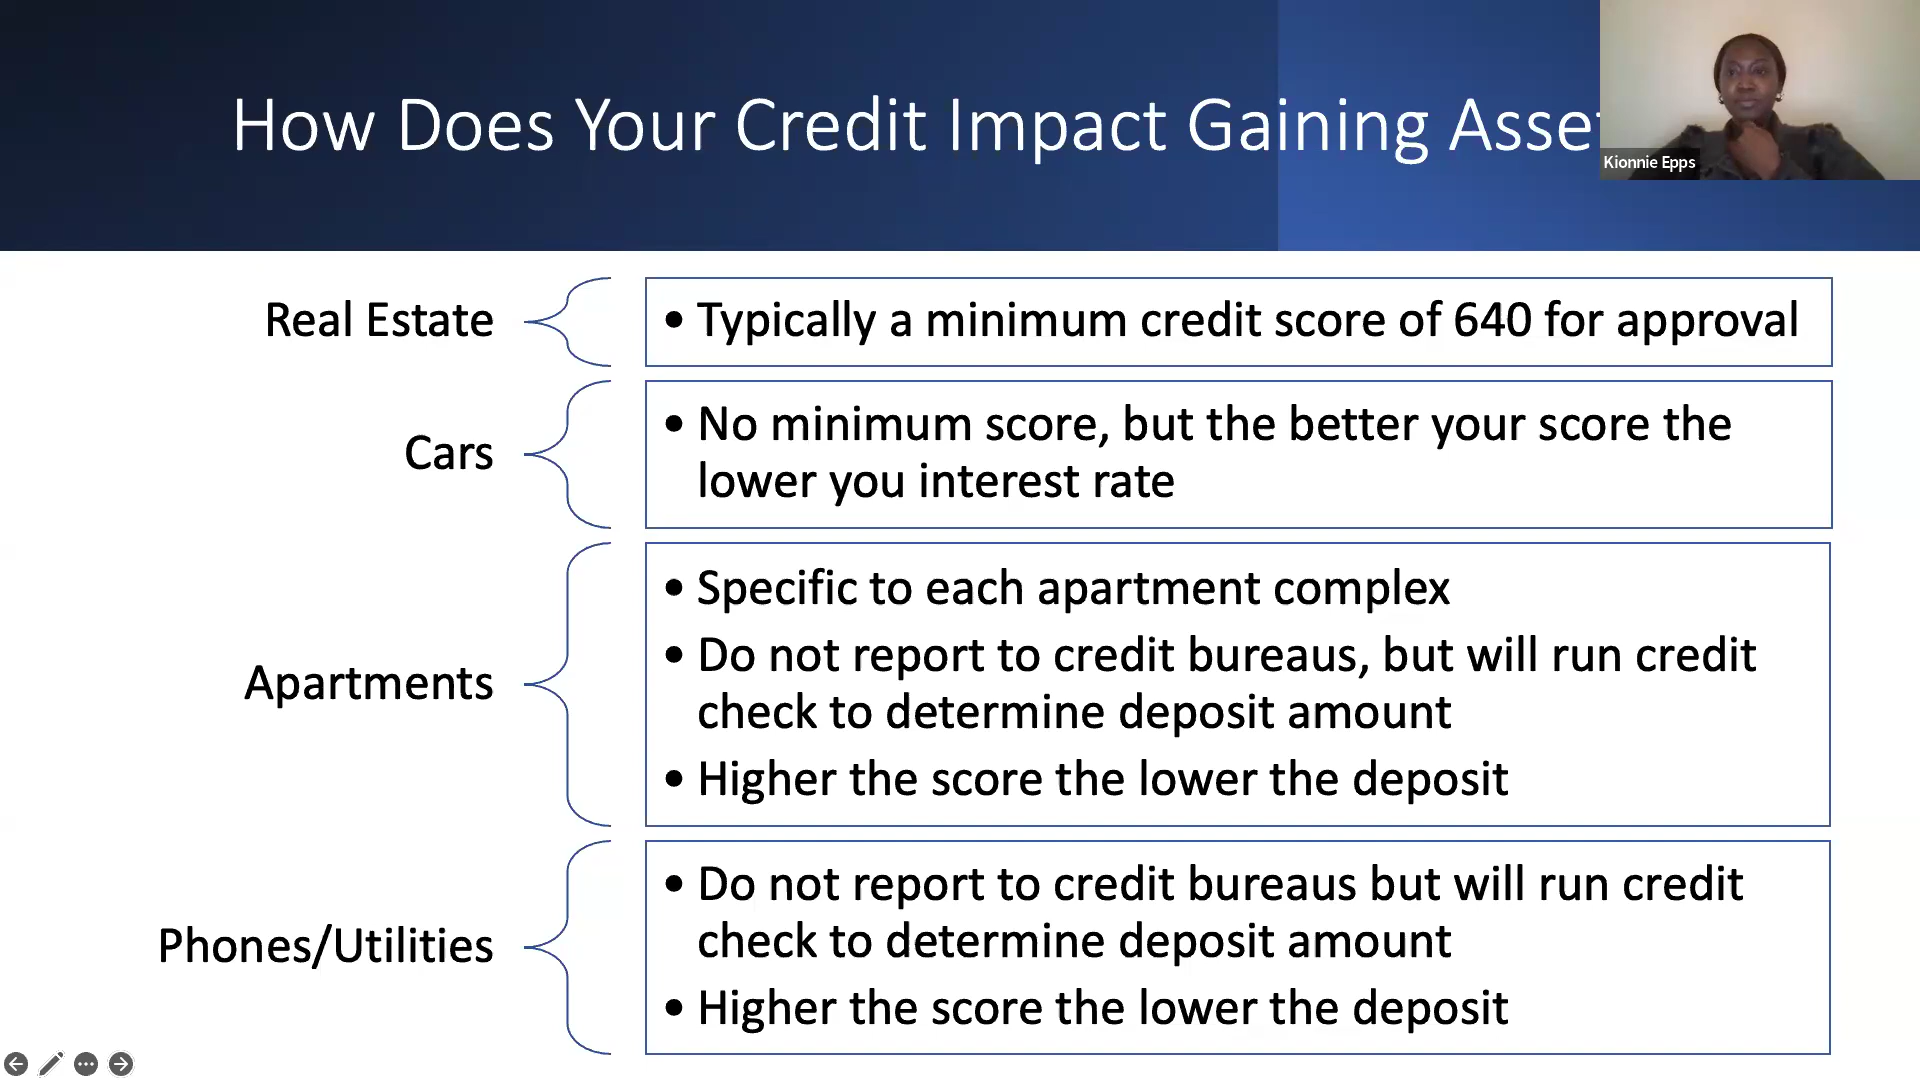 How Does Your Credit Impact Gaining
Kionnie Epps
Real Estate
• Typically a minimum credit score of 640 for approval
Cars
• No minimum score, but the better your score the
lower you interest rate
Apartments
• Specific to each apartment complex
• Do not report to credit bureaus, but will run credit
check to determine deposit amount
• Higher the score the lower the deposit
Phones/Utilities
• Do not report to credit bureaus but will run credit
check to determine deposit amount
• Higher the score the lower the deposit